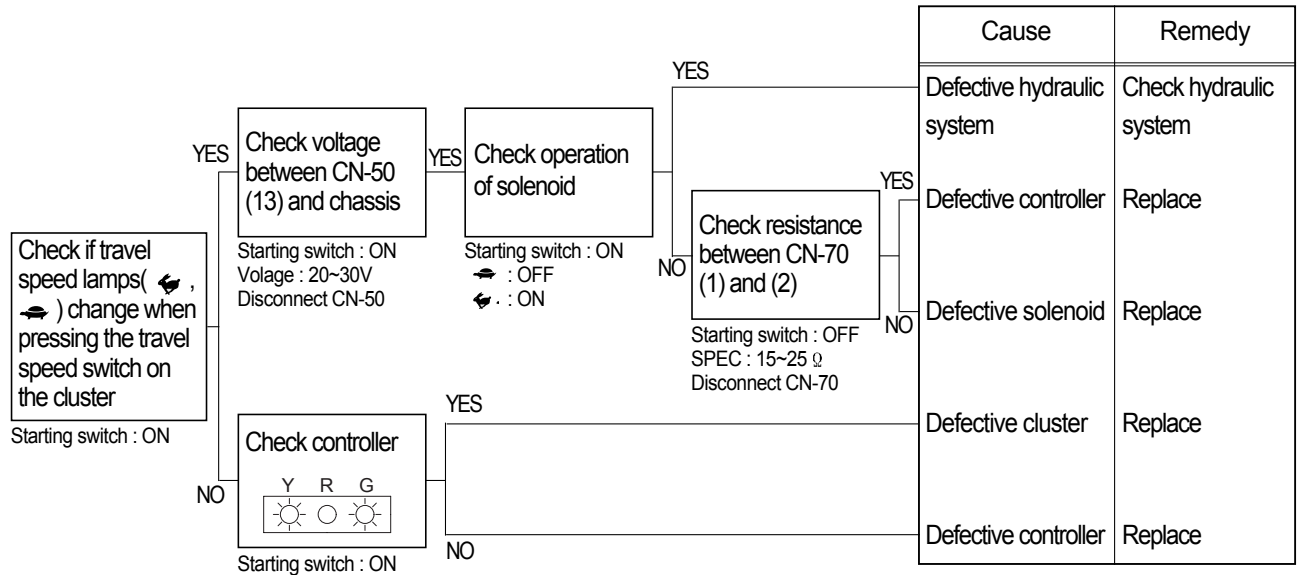 Cause Remedy
YES
Defective hydraulic Check hydraulic
system system
YES
Check voltage
between CN-50
(13) and chassis
YES
Check operation
of solenoid
YES
Defective controller Replace
Check if travel
speed lamps( ,
) change when
pressing the travel
speed switch on
the cluster
Starting switch : ON
Starting switch : ON
Volage : 20~30V
Disconnect CN-50
Starting switch : ON
: OFF
: ON
NO
Check resistance
between CN-70
(1) and (2)
NO
Defective solenoid Replace
Starting switch : OFF
SPEC : 15~25 Ω
Disconnect CN-70
YES
Defective cluster Replace
NO
Check controller
Y R G
Starting switch : ON
NO
Defective controller Replace